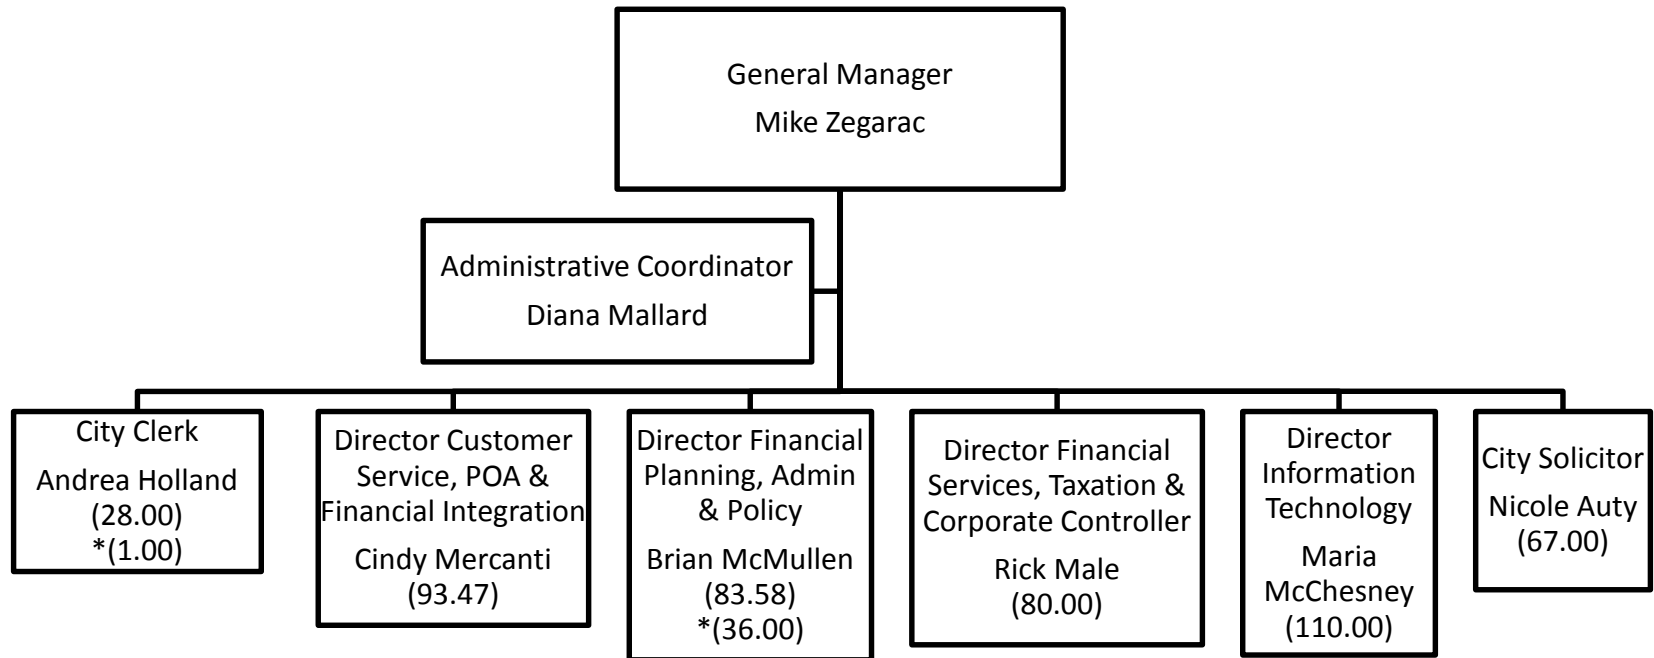 General Manager
Mike Zegarac
Administrative Coordinator
Diana Mallard
City Clerk
Andrea Holland
(28.00)
*(1.00)
Director Customer
Service, POA &
Financial Integration
Cindy Mercanti
(93.47)
Director Financial
Planning, Admin
& Policy
Brian McMullen
(83.58)
*(36.00)
Director Financial
Services, Taxation &
Corporate Controller
Rick Male
(80.00)
Director
Information
Technology
Maria
McChesney
(110.00)
City Solicitor
Nicole Auty
(67.00)